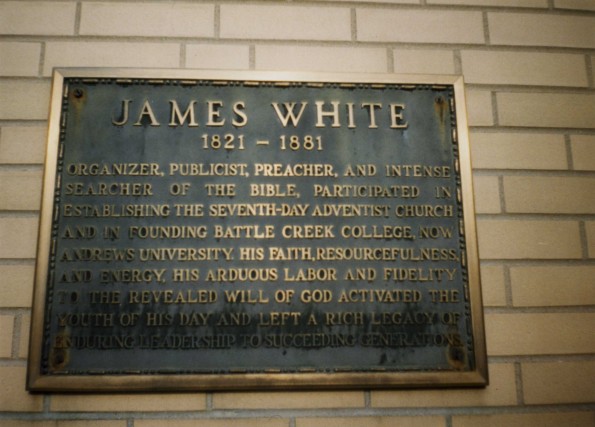 JAMES WHITE
1821 – 1881
ORGANIZER, PUBLICIST, PREACHER, AND INTENSE
SEARCHER OF THE BIBLE, PARTICIPATED IN
ESTABLISHING THE SEVENTH-DAY ADVENTIST CHURCH
AND IN FOUNDING BATTLE CREEK COLLEGE, NOW
ANDREWS UNIVERSITY. HIS FAITH, RESOURCEFULNESS,
AND ENERGY, HIS ARDUOUS LABOR AND FIDELITY
TO THE REVEALED WILL OF GOD ACTIVATED THE
YOUTH OF HIS DAY AND LEFT A RICH LEGACY OF
ENDURING LEADERSHIP TO SUCCEEDING GENERATIONS.